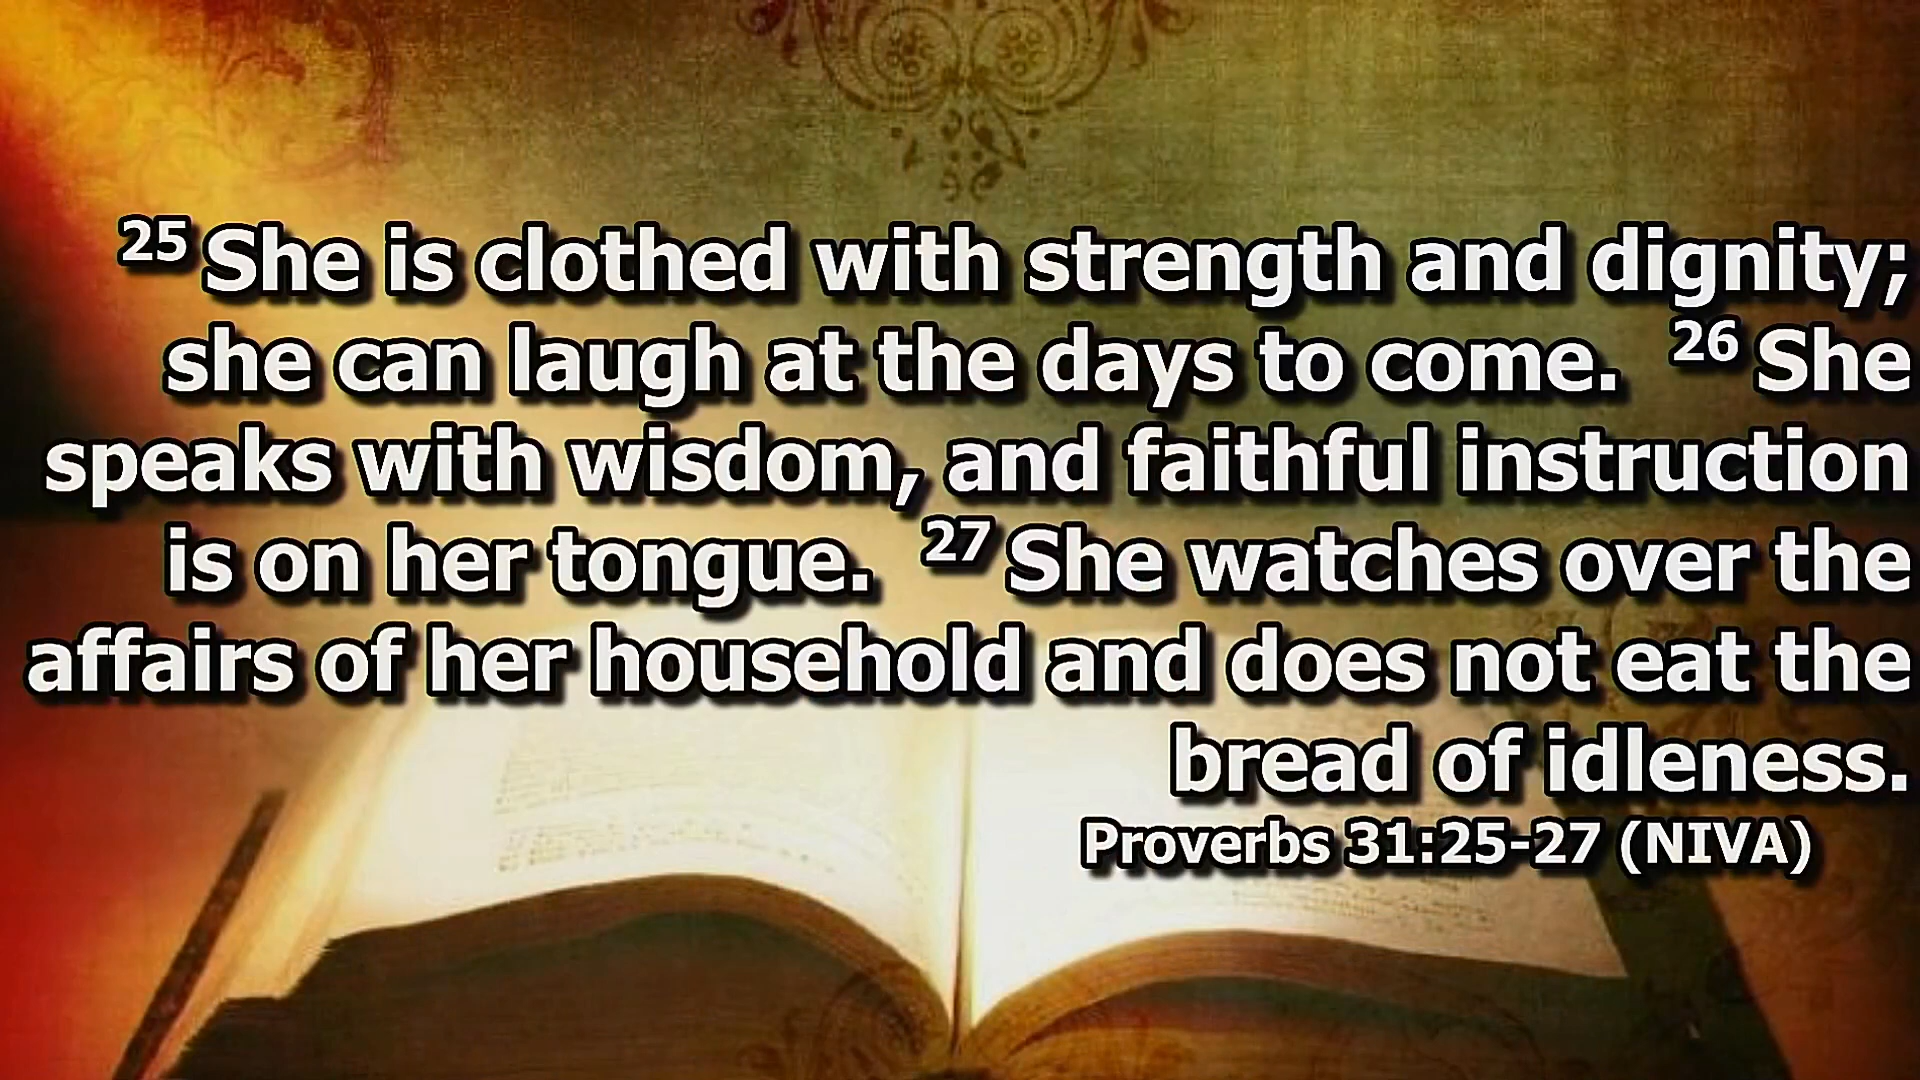 25 She is clothed with strength and dignity;
she can laugh at the days to come. 26 She
speaks with wisdom, and faithful instruction
is on her tongue. 27 She watches over the
affairs of her household and does not eat the
bread of idleness.
Proverbs 31:25-27 (NIVA)